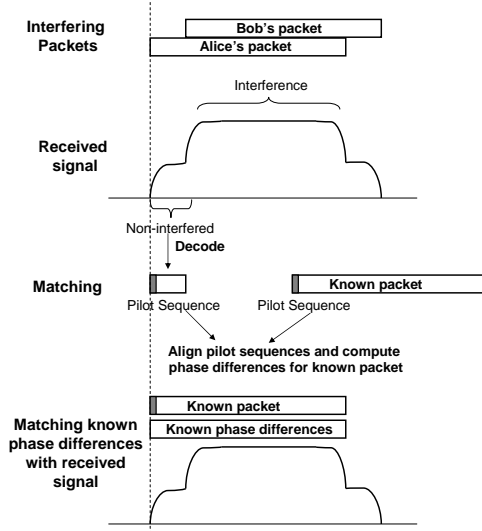 Interfering
Packets
Bob's packet
Alice's packet
Interference
Received
signal
Non-interfered
Decode
Matching
Known packet
Pilot Sequence
Pilot Sequence
Align pilot sequences and compute
phase differences for known packet
Known packet
Known phase differences
Matching known
phase differences
with received
signal